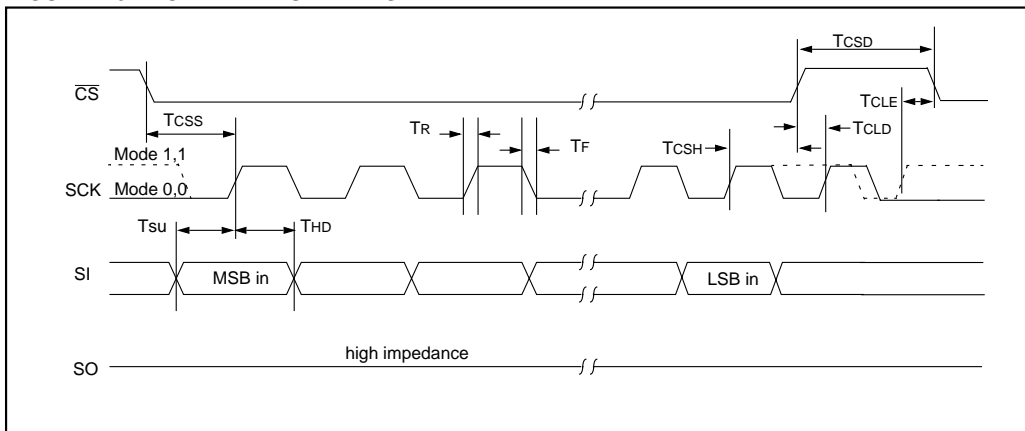 TCSD
CS
TCLE
TCSS
TR
TF
TCSH
TCLD
Mode 1,1
SCK
Mode 0,0
Tsu
THD
SI
MSB in
LSB in
high impedance
SO